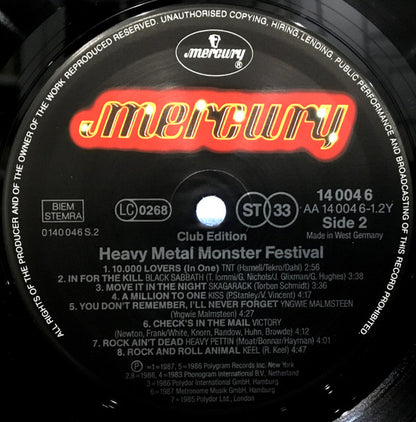 ALL RIGHTS OF THE PRODUCER AND OF THE OWNER OF THE WORK REPRODUCED RESERVED. UNAUTHORISED COPYING, HIRING, LENDING, PUBLIC PERFORMANCE AND BROADCASTING OF THIS RECORD PROHIBITED.
mercury
®
mercury
BIEM
STEMRA
0140 046 S.2
LC 0268
ST 33
14 004 6
AA 14 004 6-1.2Y
Side 2
Made in West Germany
Club Edition
Heavy Metal Monster Festival
1. 10.000 LOVERS (In One) TNT (Harnell/Tekro/Dahl) 2:56
2. IN FOR THE KILL BLACK SABBATH (T. Iommi/G. Nichols/J. Glixman/G. Hughes) 3:38
3. MOVE IT IN THE NIGHT SKAGARACK (Torben Schmidt) 3:30
4. A MILLION TO ONE KISS (P.Stanley/V. Vincent) 4:10
5. YOU DON'T REMEMBER, I'LL NEVER FORGET YNGWIE MALMSTEEN
(Yngwie Malmsteen) 4:27
6. CHECK'S IN THE MAIL VICTORY
(Newton, Frank/White, Knorn, Randow, Huhn, Browde) 3:10
7. ROCK AIN'T DEAD HEAVY PETTIN (Moat/Bonnar/Hayman) 4:01
8. ROCK AND ROLL ANIMAL KEEL (R. Keel) 3:35
Ⓟ 1=1987, 5=1986 Polygram Records Inc. New York
2,8=1986, 4=1983 Phonogram International B.V., Netherland
3=1986 Polydor International GmbH, Hamburg
6=1987 Metronome Musik GmbH, Hamburg
7=1985 Polydor Ltd., London